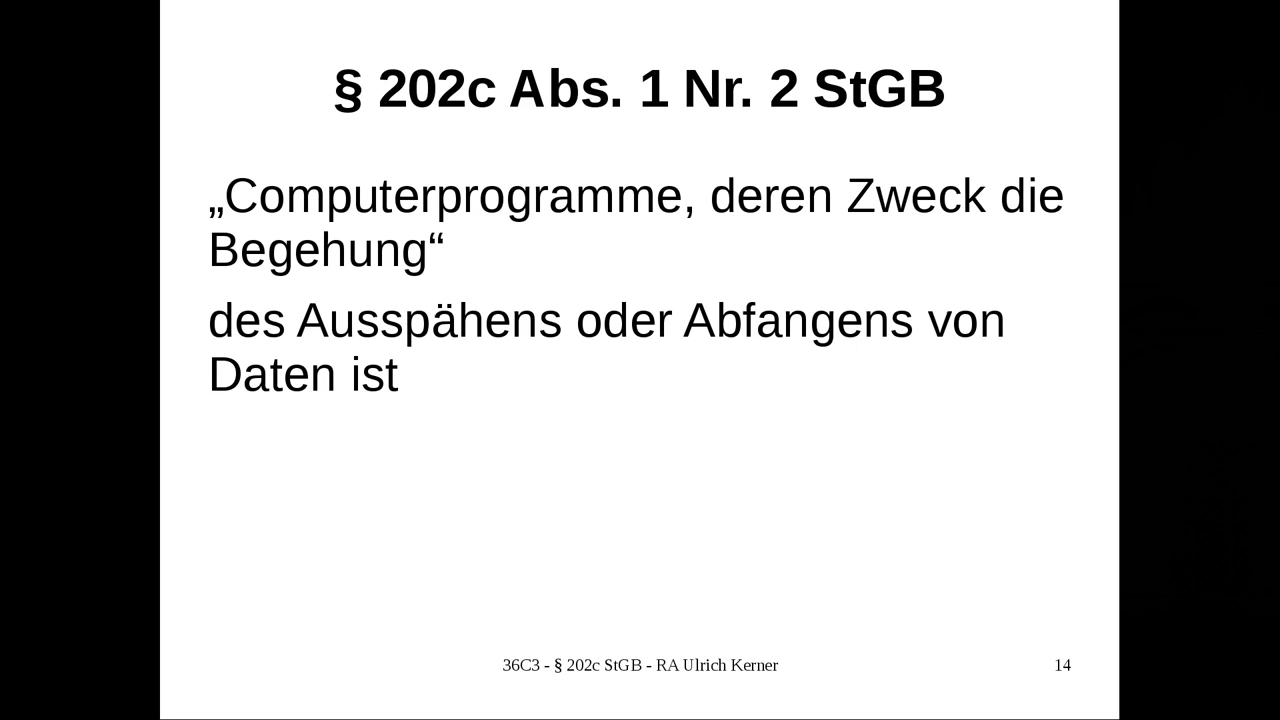 § 202c Abs. 1 Nr. 2 StGB
„Computerprogramme, deren Zweck die
Begehung“
des Ausspähens oder Abfangens von
Daten ist
36C3 - § 202c StGB - RA Ulrich Kerner
14